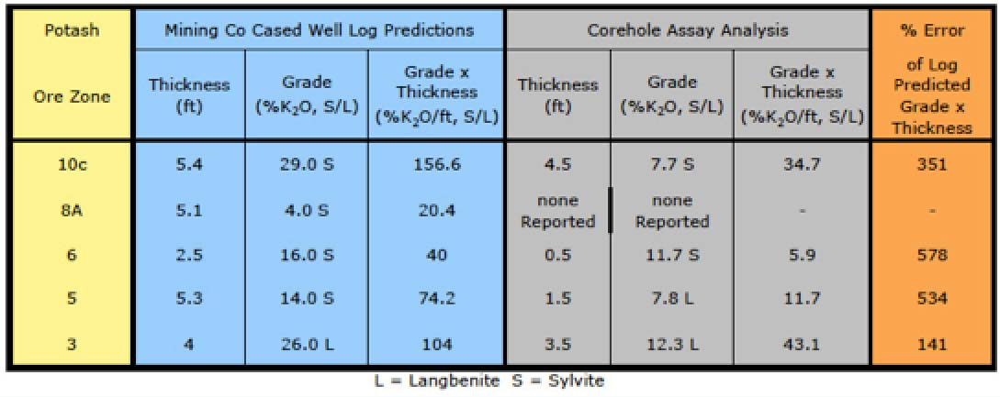 Potash Mining Co Cased Well Log Predictions Corehole Assay Analysis % Error
Ore Zone Thickness (ft) Grade (%K₂O, S/L) Grade x Thickness (%K₂O/ft, S/L) Thickness (ft) Grade (%K₂O, S/L) Grade x Thickness (%K₂O/ft, S/L) of Log Predicted Grade x Thickness
10c 5.4 29.0 S 156.6 4.5 7.7 S 34.7 351
8A 5.1 4.0 S 20.4 none Reported none Reported - -
6 2.5 16.0 S 40 0.5 11.7 S 5.9 578
5 5.3 14.0 S 74.2 1.5 7.8 L 11.7 534
3 4 26.0 L 104 3.5 12.3 L 43.1 141
L = Langbenite S = Sylvite